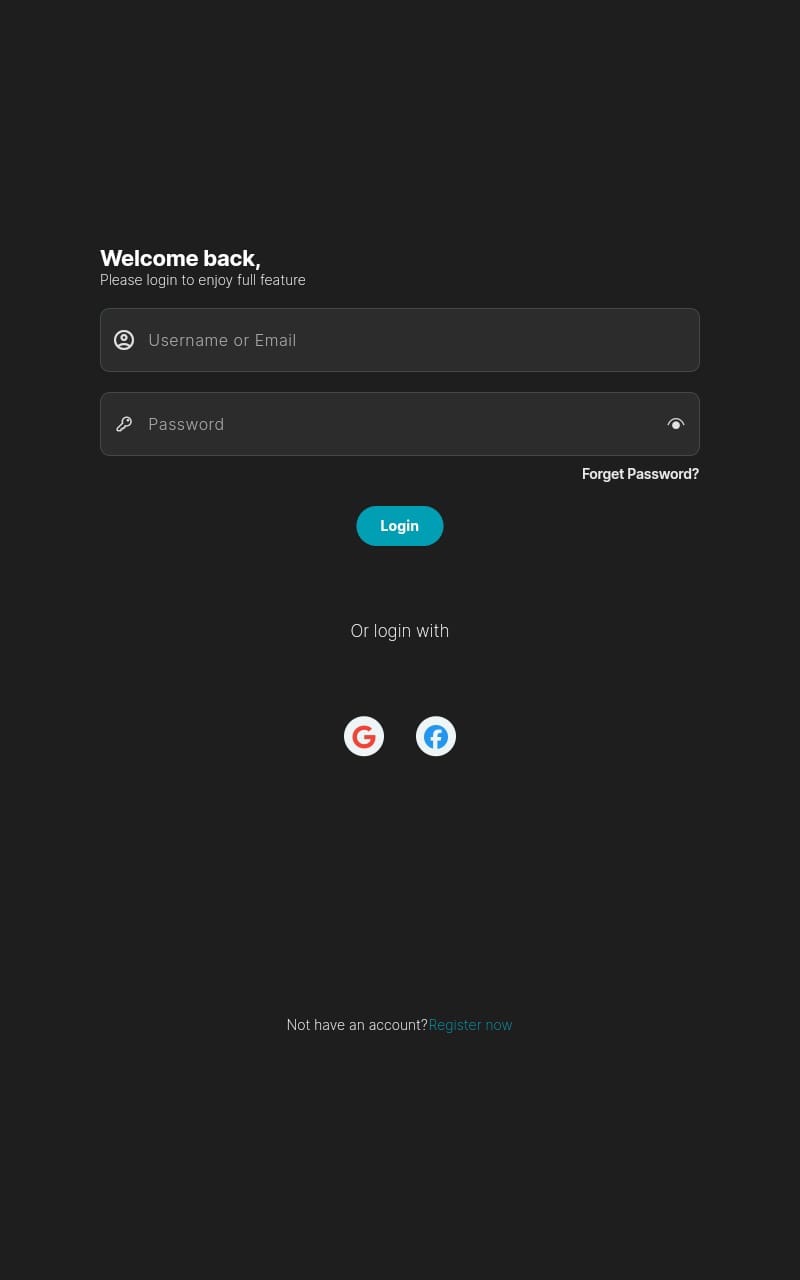 Welcome back,
Please login to enjoy full feature
Username or Email
Password
Forget Password?
Login
Or login with
Not have an account?Register now